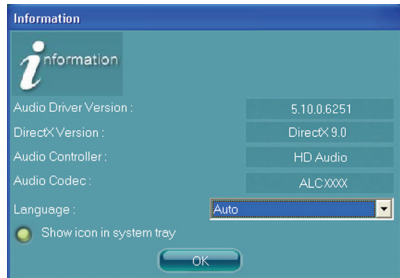 Information
information
Audio Driver Version : 5.10.0.6251
DirectX Version : DirectX 9.0
Audio Controller : HD Audio
Audio Codec : ALCXXXX
Language : Auto
Show icon in system tray
OK